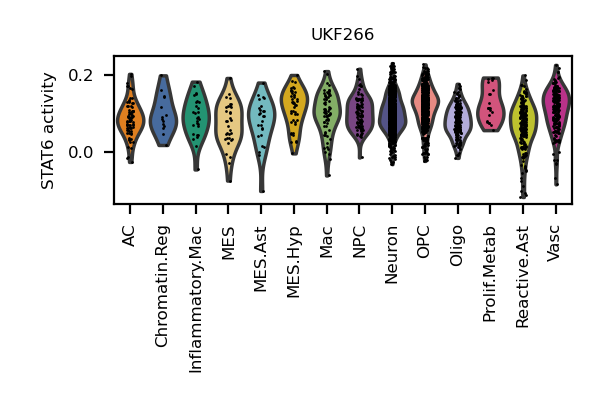 UKF266
STAT6 activity
0.2
0.0
AC
Chromatin.Reg
Inflammatory.Mac
MES
MES.Ast
MES.Hyp
Mac
NPC
Neuron
OPC
Oligo
Prolif.Metab
Reactive.Ast
Vasc